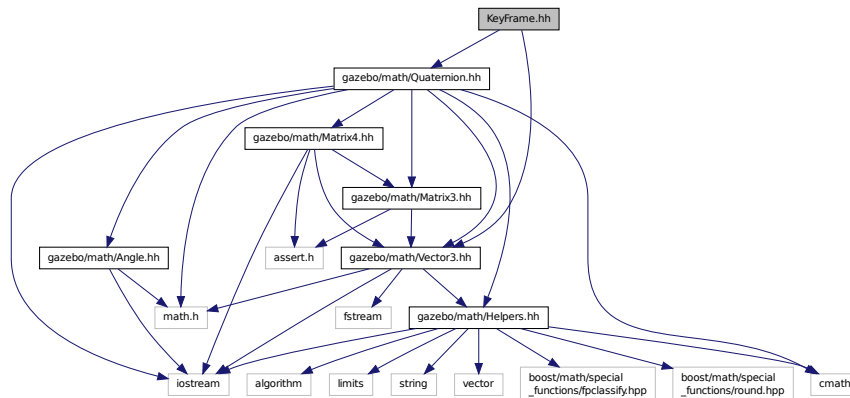 KeyFrame.hh
gazebo/math/Quaternion.hh
gazebo/math/Matrix4.hh
gazebo/math/Matrix3.hh
gazebo/math/Angle.hh
assert.h
gazebo/math/Vector3.hh
math.h
fstream
gazebo/math/Helpers.hh
iostream
algorithm
limits
string
vector
boost/math/special
_functions/fpclassify.hpp
boost/math/special
_functions/round.hpp
cmath